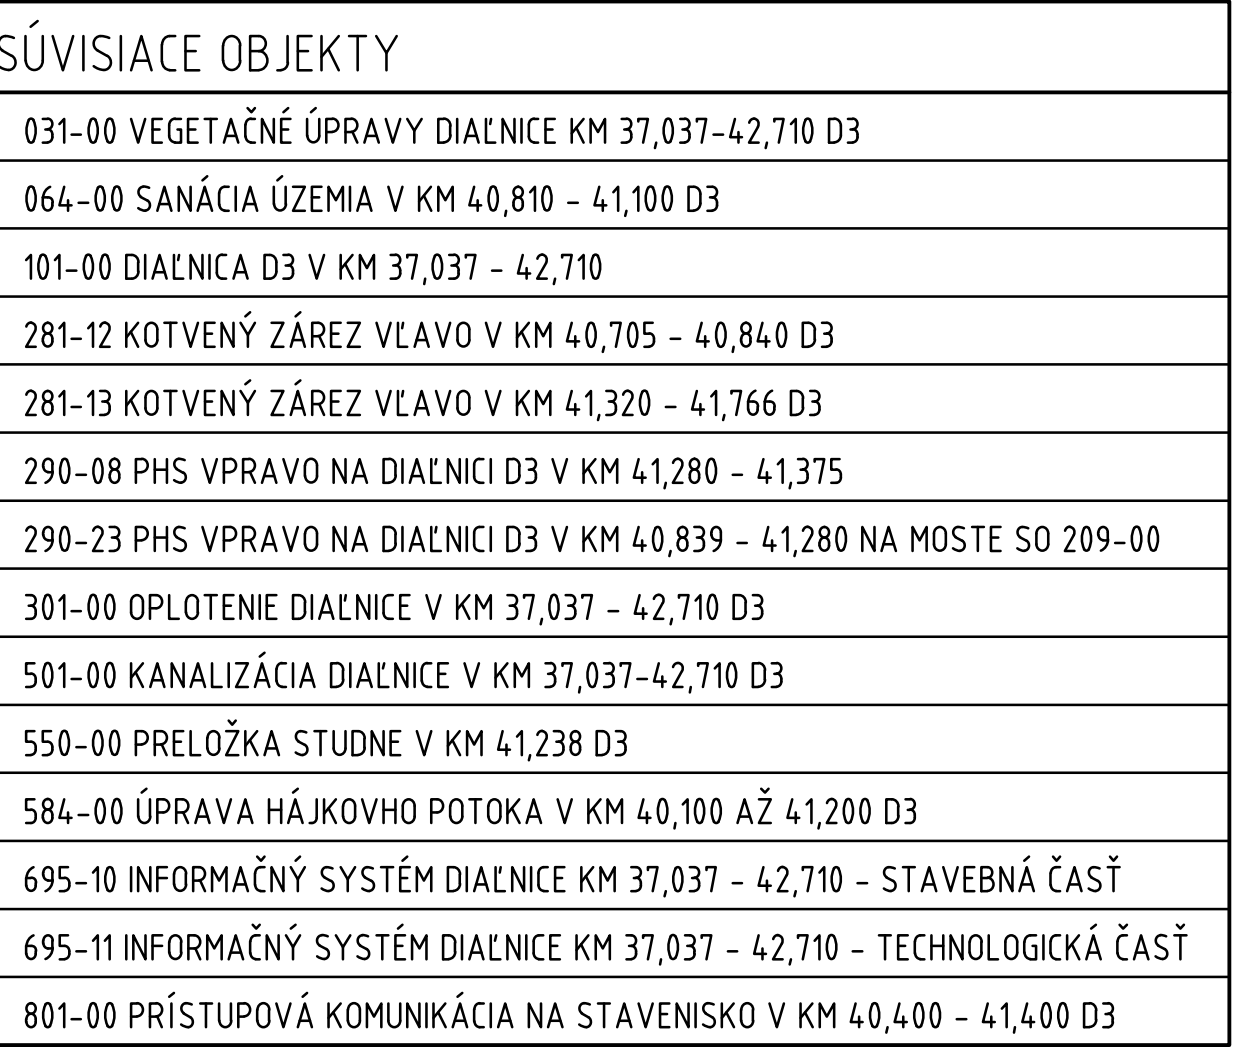 SÚVISIACE OBJEKTY
031-00 VEGETAČNÉ ÚPRAVY DIAĽNICE KM 37,037-42,710 D3
064-00 SANÁCIA ÚZEMIA V KM 40,810 - 41,100 D3
101-00 DIAĽNICA D3 V KM 37,037 - 42,710
281-12 KOTVENÝ ZÁREZ VĽAVO V KM 40,705 - 40,840 D3
281-13 KOTVENÝ ZÁREZ VĽAVO V KM 41,320 - 41,766 D3
290-08 PHS VPRAVO NA DIAĽNICI D3 V KM 41,280 - 41,375
290-23 PHS VPRAVO NA DIAĽNICI D3 V KM 40,839 - 41,280 NA MOSTE SO 209-00
301-00 OPLOTENIE DIAĽNICE V KM 37,037 - 42,710 D3
501-00 KANALIZÁCIA DIAĽNICE V KM 37,037-42,710 D3
550-00 PRELOŽKA STUDNE V KM 41,238 D3
584-00 ÚPRAVA HÁJKOVHO POTOKA V KM 40,100 AŽ 41,200 D3
695-10 INFORMAČNÝ SYSTÉM DIAĽNICE KM 37,037 - 42,710 - STAVEBNÁ ČASŤ
695-11 INFORMAČNÝ SYSTÉM DIAĽNICE KM 37,037 - 42,710 - TECHNOLOGICKÁ ČASŤ
801-00 PRÍSTUPOVÁ KOMUNIKÁCIA NA STAVENISKO V KM 40,400 - 41,400 D3